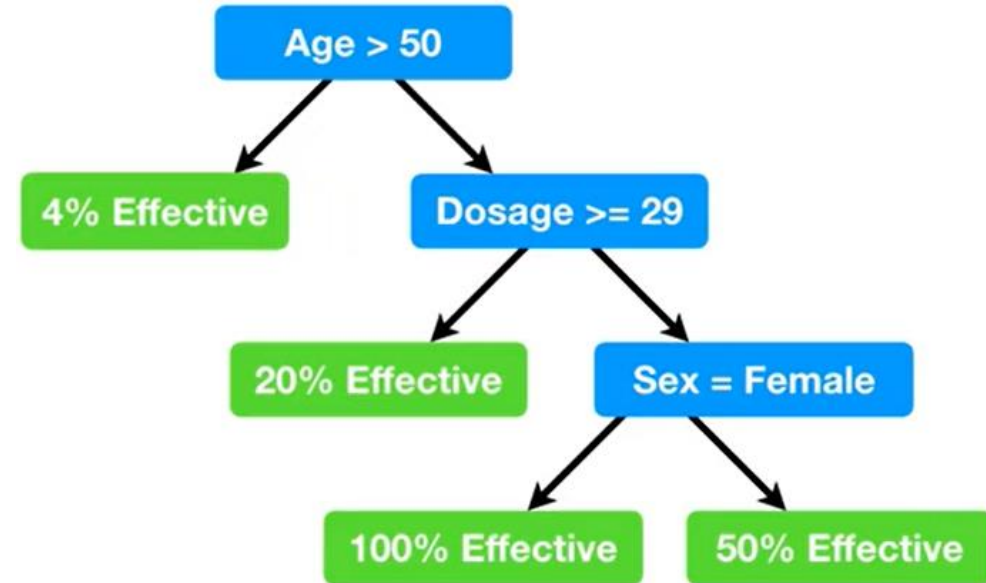 Age > 50
4% Effective
Dosage >= 29
20% Effective
Sex = Female
100% Effective
50% Effective